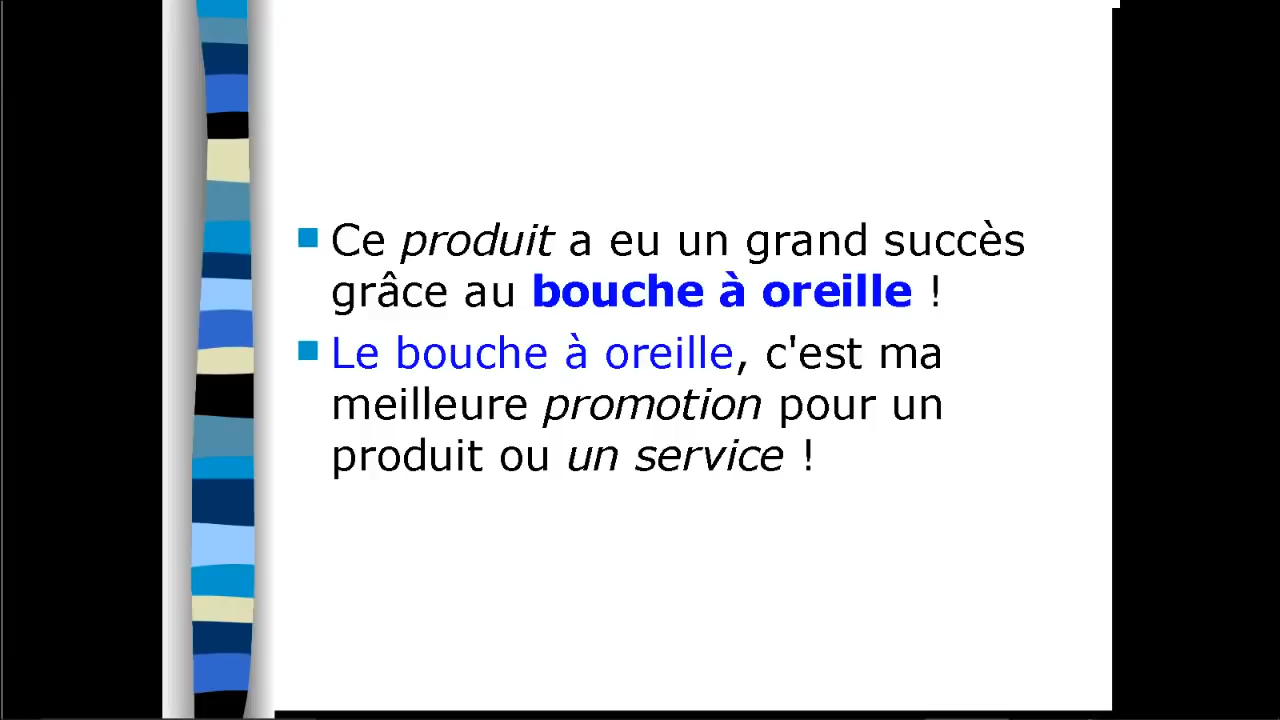 Ce produit a eu un grand succès
grâce au bouche à oreille !
Le bouche à oreille, c'est ma
meilleure promotion pour un
produit ou un service !